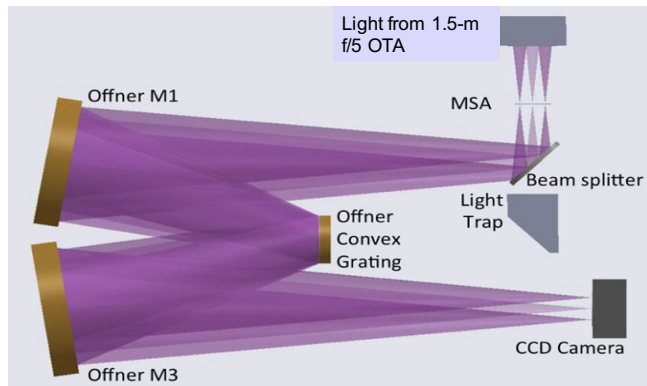 Light from 1.5-m
f/5 OTA
Offner M1
MSA
Beam splitter
Light
Trap
Offner
Convex
Grating
CCD Camera
Offner M3